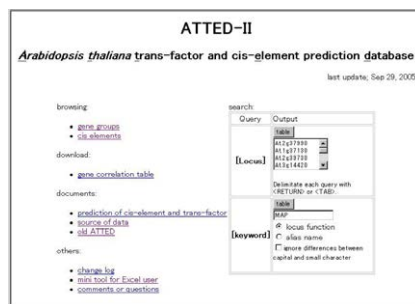 ATTED-II
Arabidopsis thaliana trans-factor and cis-element prediction database
last update; Sep 29, 2005
browsing:
gene groups
cis elements
download:
gene correlation table
documents:
prediction of cis-element and trans-factor
source of data
old ATTED
others:
change log
mini tool for Excel user
comments or questions
search:
Query Output
[Locus]
table
At2g37990
At1g07100
At2g39700
At3g14420
Delimitate each query with
<RETURN> or <TAB>.
[keyword]
table
MAP
locus function
alias name
ignore differences between
capital and small character